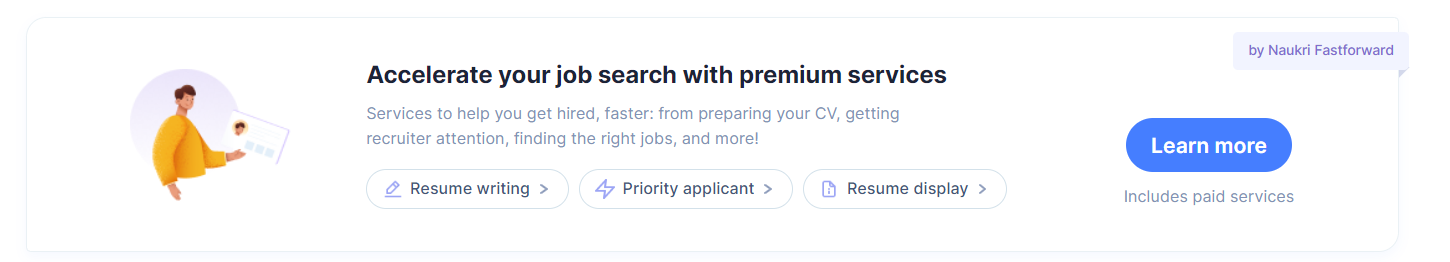 by Naukri Fastforward
Accelerate your job search with premium services
Services to help you get hired, faster: from preparing your CV, getting
recruiter attention, finding the right jobs, and more!
Resume writing
Priority applicant
Resume display
Learn more
Includes paid services